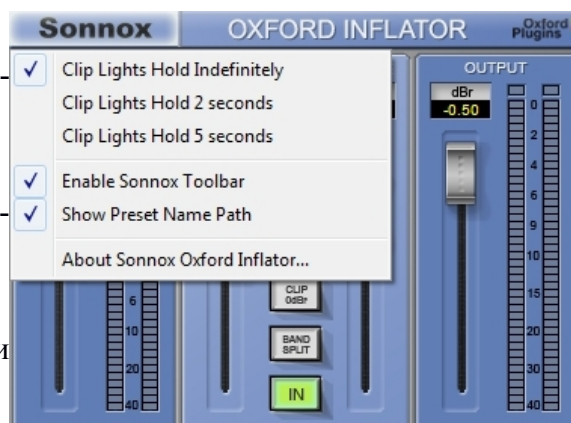 Sonnox OXFORD INFLATOR Oxford Plugins
Clip Lights Hold Indefinitely
Clip Lights Hold 2 seconds
Clip Lights Hold 5 seconds
Enable Sonnox Toolbar
Show Preset Name Path
About Sonnox Oxford Inflator...
6
10
20
40
CLIP
0dBr
BAND
SPLIT
IN
OUTPUT
dBr
-0.50
0
2
4
6
9
10
15
20
30
40
и